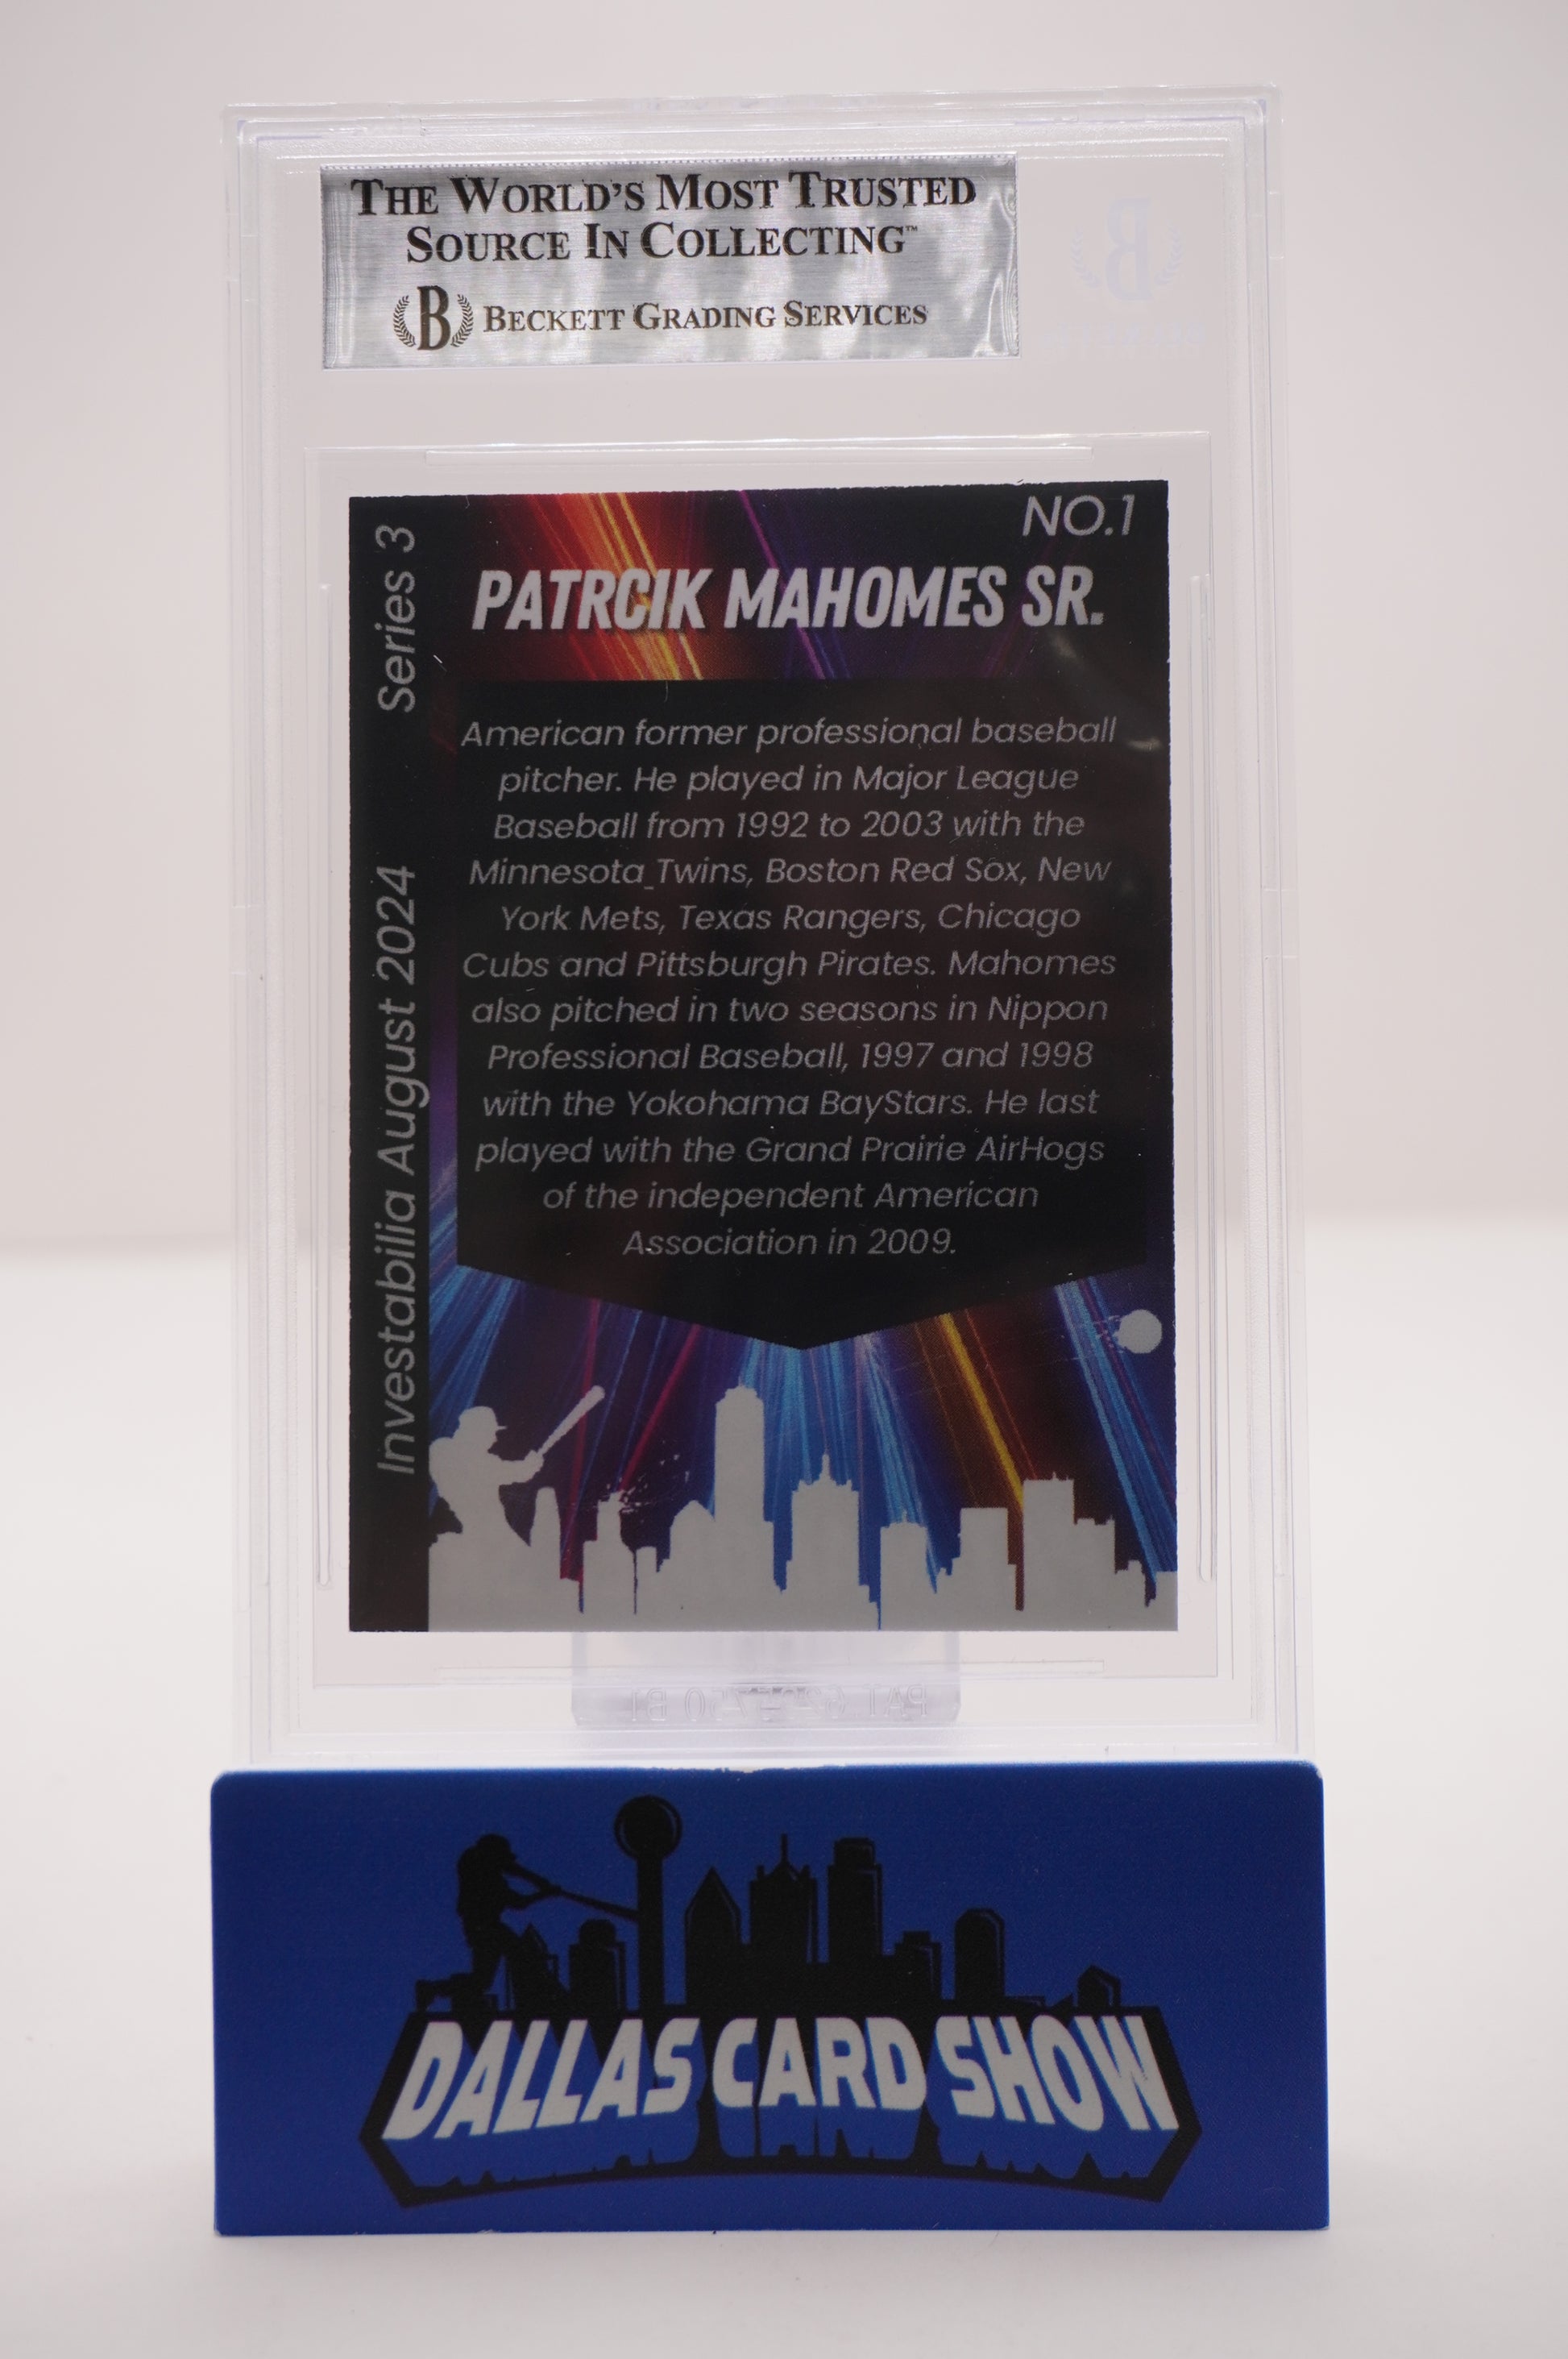 THE WORLD'S MOST TRUSTED
SOURCE IN COLLECTING™
B BECKETT GRADING SERVICES
NO.1
Series 3
PATRCIK MAHOMES SR.
American former professional baseball
pitcher. He played in Major League
Baseball from 1992 to 2003 with the
Minnesota Twins, Boston Red Sox, New
York Mets, Texas Rangers, Chicago
Cubs and Pittsburgh Pirates. Mahomes
also pitched in two seasons in Nippon
Professional Baseball, 1997 and 1998
with the Yokohama BayStars. He last
played with the Grand Prairie AirHogs
of the independent American
Association in 2009.
Investabilia August 2024
DALLAS CARD SHOW